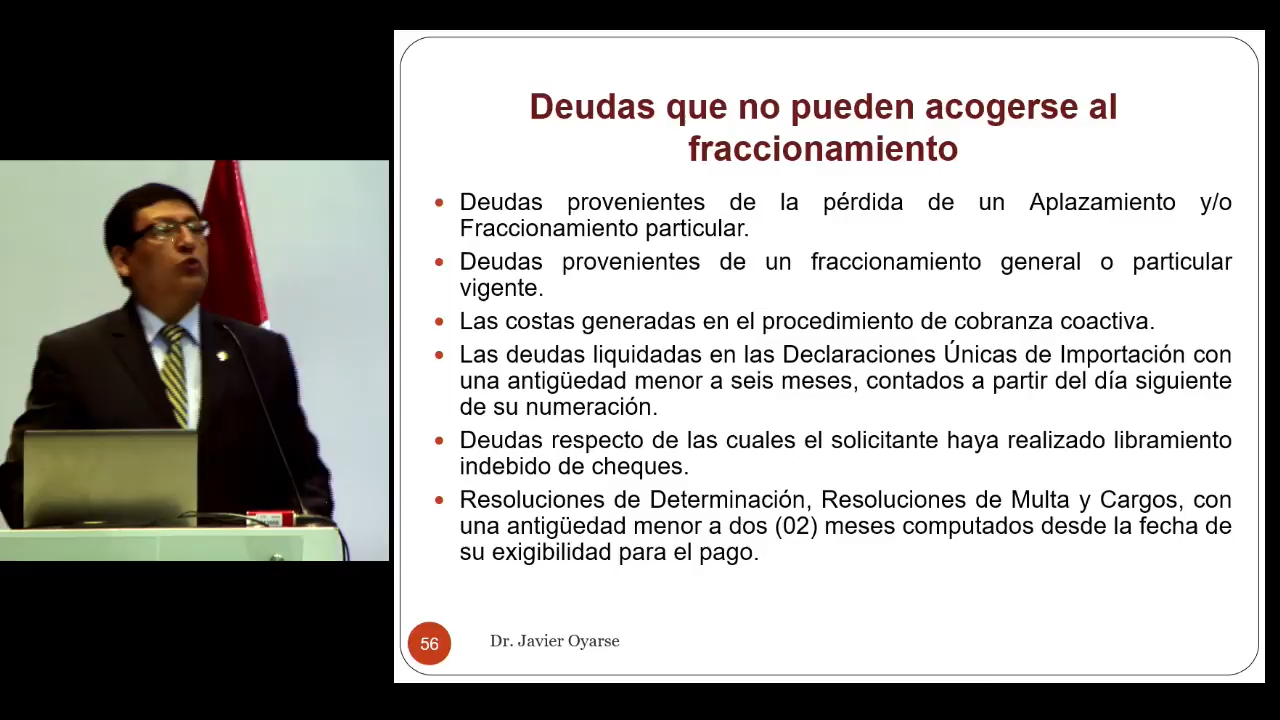 Deudas que no pueden acogerse al
fraccionamiento
• Deudas provenientes de la pérdida de un Aplazamiento y/o
Fraccionamiento particular.
• Deudas provenientes de un fraccionamiento general o particular
vigente.
• Las costas generadas en el procedimiento de cobranza coactiva.
• Las deudas liquidadas en las Declaraciones Únicas de Importación con
una antigüedad menor a seis meses, contados a partir del día siguiente
de su numeración.
• Deudas respecto de las cuales el solicitante haya realizado libramiento
indebido de cheques.
• Resoluciones de Determinación, Resoluciones de Multa y Cargos, con
una antigüedad menor a dos (02) meses computados desde la fecha de
su exigibilidad para el pago.
56
Dr. Javier Oyarse